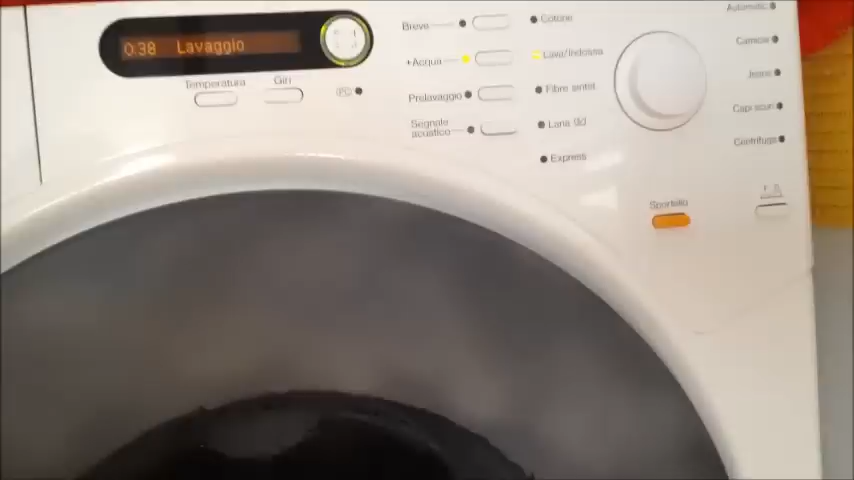 0:38 Lavaggio
Temperatura
Giri
PC
Breve
+Acqua
Prelavaggio
Segnale
acustico
Cotone
Lava/indossa
Fibre sintet.
Lana
Express
Automatic
Camicie
Jeans
Capi scuri
Centrifuga
Sportello